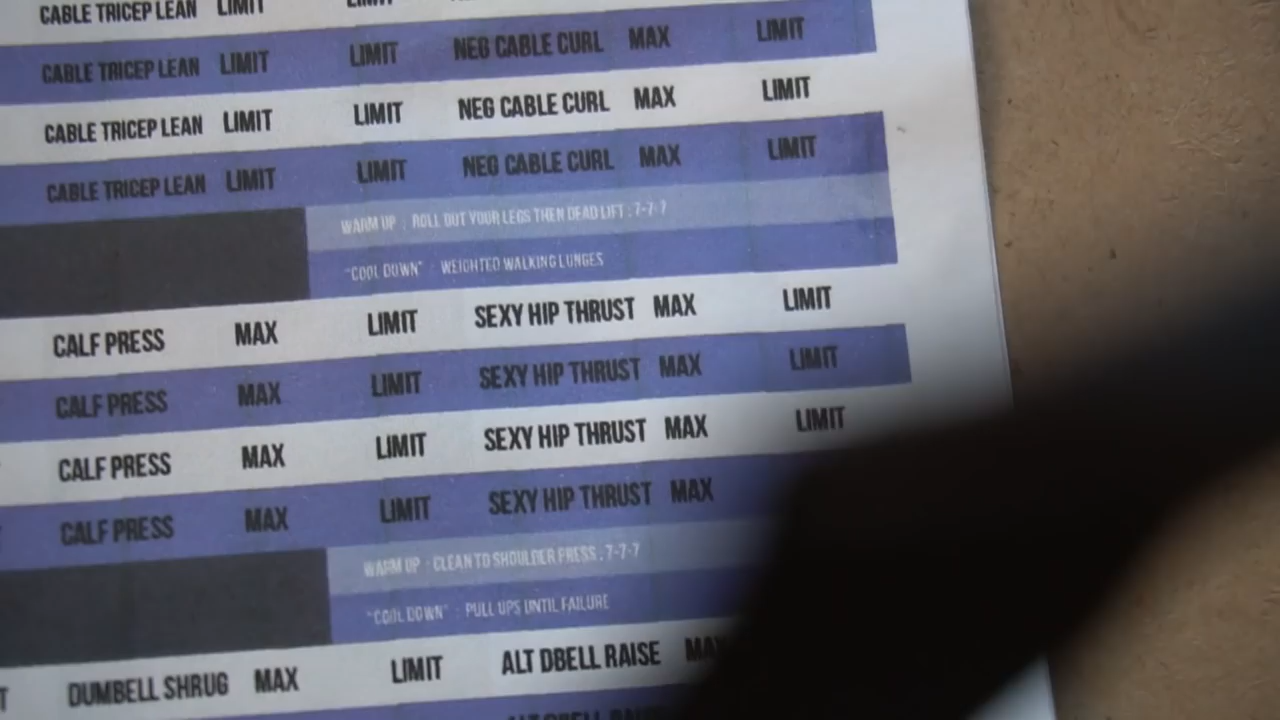 CABLE TRICEP LEAN LIMIT LIMIT
CABLE TRICEP LEAN LIMIT LIMIT NEG CABLE CURL MAX LIMIT
CABLE TRICEP LEAN LIMIT LIMIT NEG CABLE CURL MAX LIMIT
CABLE TRICEP LEAN LIMIT LIMIT NEG CABLE CURL MAX LIMIT
WARM UP : ROLL OUT YOUR LEGS THEN DEAD LIFT : 7-7-7
"COOL DOWN" : WEIGHTED WALKING LUNGES
CALF PRESS MAX LIMIT SEXY HIP THRUST MAX LIMIT
CALF PRESS MAX LIMIT SEXY HIP THRUST MAX LIMIT
CALF PRESS MAX LIMIT SEXY HIP THRUST MAX LIMIT
CALF PRESS MAX LIMIT SEXY HIP THRUST MAX
WARM UP : CLEAN TO SHOULDER PRESS : 7-7-7
"COOL DOWN" : PULL UPS UNTIL FAILURE
DUMBELL SHRUG MAX LIMIT ALT DBELL RAISE MAX
ALT DBELL